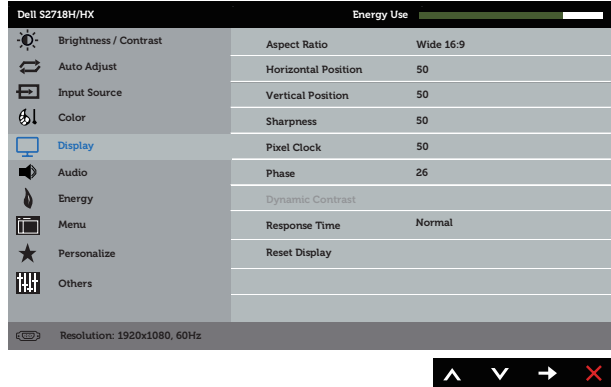 Dell S2718H/HX Energy Use
Brightness / Contrast
Auto Adjust
Input Source
Color
Display
Audio
Energy
Menu
Personalize
Others
Aspect Ratio Wide 16:9
Horizontal Position 50
Vertical Position 50
Sharpness 50
Pixel Clock 50
Phase 26
Dynamic Contrast
Response Time Normal
Reset Display
Resolution: 1920x1080, 60Hz